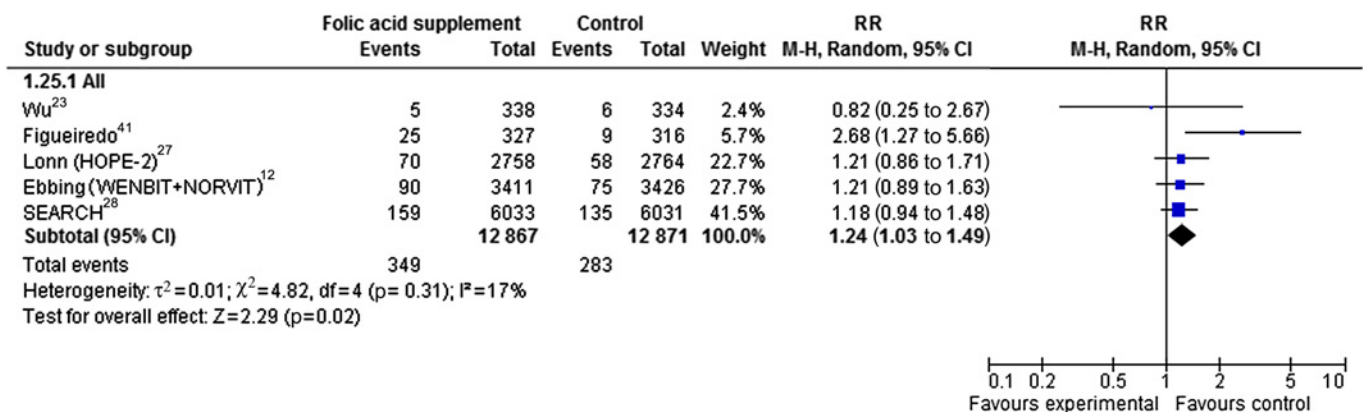 Folic acid supplement Control RR RR
Study or subgroup Events Total Events Total Weight M-H, Random, 95% CI M-H, Random, 95% CI
1.25.1 All
Wu²³ 5 338 6 334 2.4% 0.82 (0.25 to 2.67)
Figueiredo⁴¹ 25 327 9 316 5.7% 2.68 (1.27 to 5.66)
Lonn (HOPE-2)²⁷ 70 2758 58 2764 22.7% 1.21 (0.86 to 1.71)
Ebbing (WENBIT+NORVIT)¹² 90 3411 75 3426 27.7% 1.21 (0.89 to 1.63)
SEARCH²⁸ 159 6033 135 6031 41.5% 1.18 (0.94 to 1.48)
Subtotal (95% CI) 12 867 12 871 100.0% 1.24 (1.03 to 1.49)
Total events 349 283
Heterogeneity: τ²=0.01; χ²=4.82, df=4 (p= 0.31); I²=17%
Test for overall effect: Z=2.29 (p=0.02)
0.1 0.2 0.5 1 2 5 10
Favours experimental Favours control